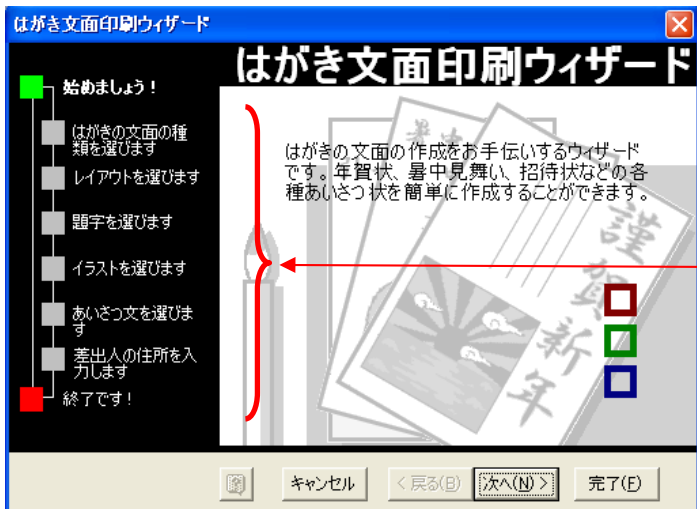 はがき文面印刷ウィザード
はがき文面印刷ウィザード
始めましょう!
はがきの文面の種
類を選びます
レイアウトを選びます
題字を選びます
イラストを選びます
あいさつ文を選びま
す
差出人の住所を入
力します
終了です!
はがきの文面の作成をお手伝いするウィザード
です。年賀状、暑中見舞い、招待状などの各
種あいさつ状を簡単に作成することができます。
暑中
謹賀新年
キャンセル
< 戻る(B)
次へ(N) >
完了(F)